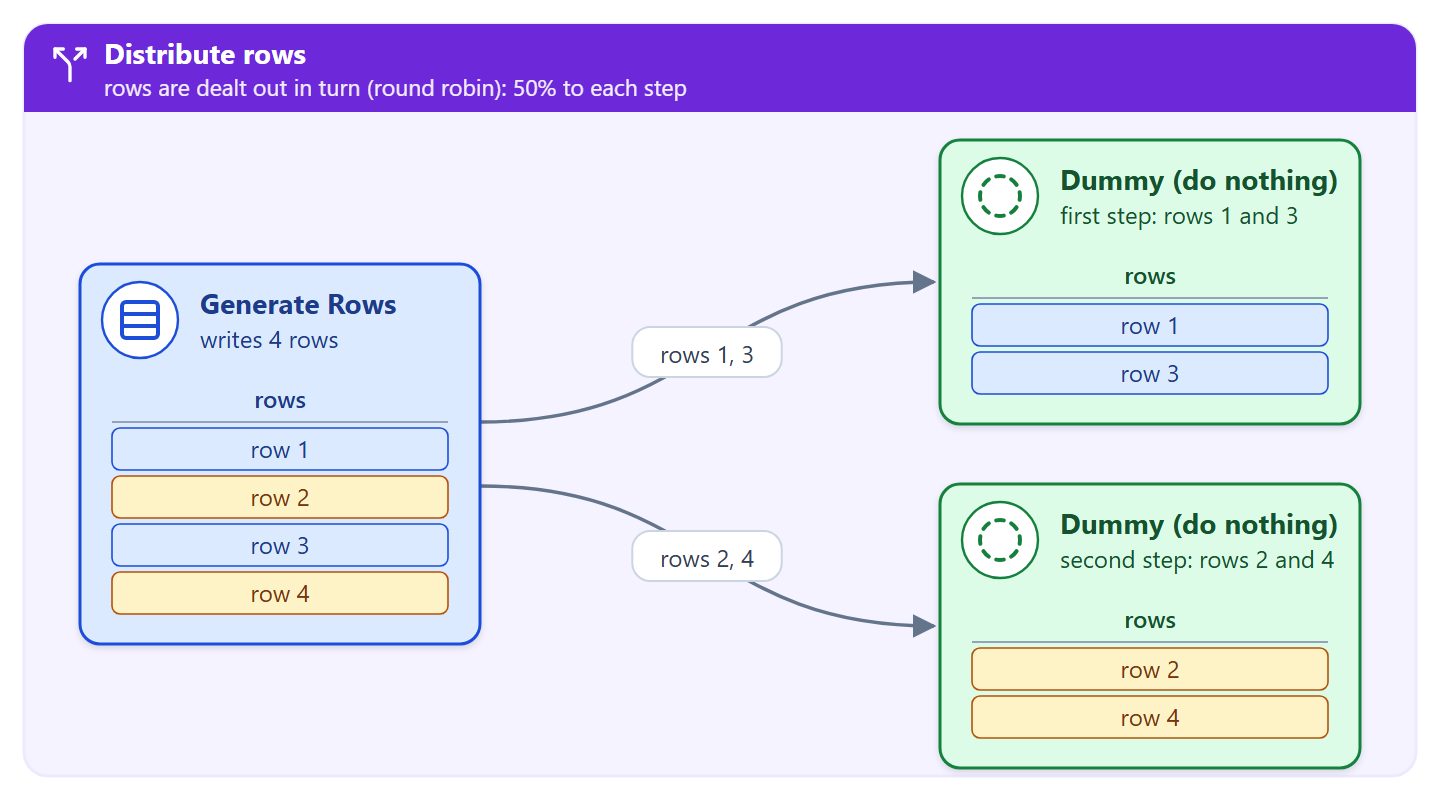 Distribute rows
rows are dealt out in turn (round robin): 50% to each step
Generate Rows
writes 4 rows
rows
row 1
row 2
row 3
row 4
rows 1, 3
rows 2, 4
Dummy (do nothing)
first step: rows 1 and 3
rows
row 1
row 3
Dummy (do nothing)
second step: rows 2 and 4
rows
row 2
row 4